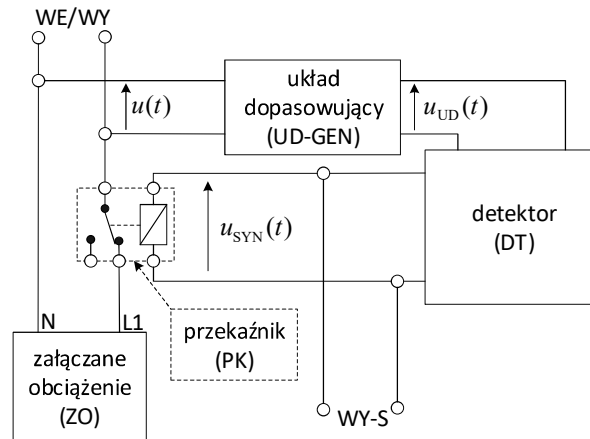 WE/WY
układ
dopasowujący
(UD-GEN)
u(t)
u_UD(t)
u_SYN(t)
detektor
(DT)
N
L1
przekaźnik
(PK)
załączane
obciążenie
(ZO)
WY-S